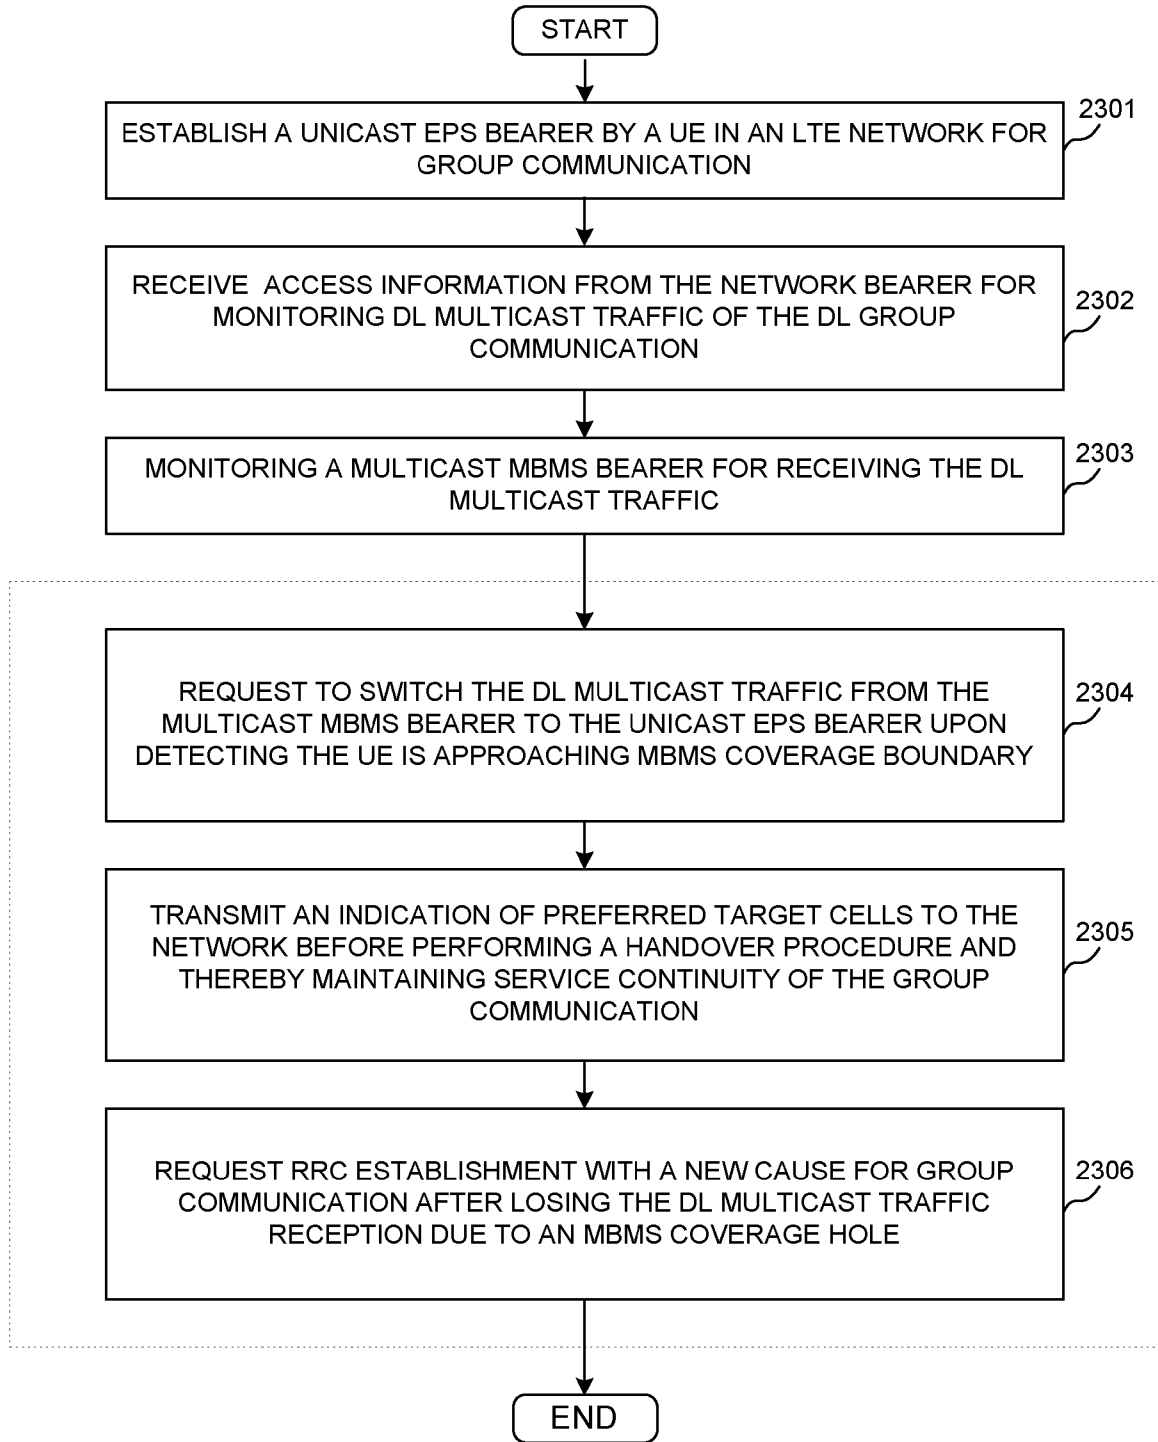 START
2301
ESTABLISH A UNICAST EPS BEARER BY A UE IN AN LTE NETWORK FOR
GROUP COMMUNICATION
RECEIVE ACCESS INFORMATION FROM THE NETWORK BEARER FOR
MONITORING DL MULTICAST TRAFFIC OF THE DL GROUP
COMMUNICATION
2302
MONITORING A MULTICAST MBMS BEARER FOR RECEIVING THE DL
MULTICAST TRAFFIC
2303
REQUEST TO SWITCH THE DL MULTICAST TRAFFIC FROM THE
MULTICAST MBMS BEARER TO THE UNICAST EPS BEARER UPON
DETECTING THE UE IS APPROACHING MBMS COVERAGE BOUNDARY
2304
TRANSMIT AN INDICATION OF PREFERRED TARGET CELLS TO THE
NETWORK BEFORE PERFORMING A HANDOVER PROCEDURE AND
THEREBY MAINTAINING SERVICE CONTINUITY OF THE GROUP
COMMUNICATION
2305
REQUEST RRC ESTABLISHMENT WITH A NEW CAUSE FOR GROUP
COMMUNICATION AFTER LOSING THE DL MULTICAST TRAFFIC
RECEPTION DUE TO AN MBMS COVERAGE HOLE
2306
END